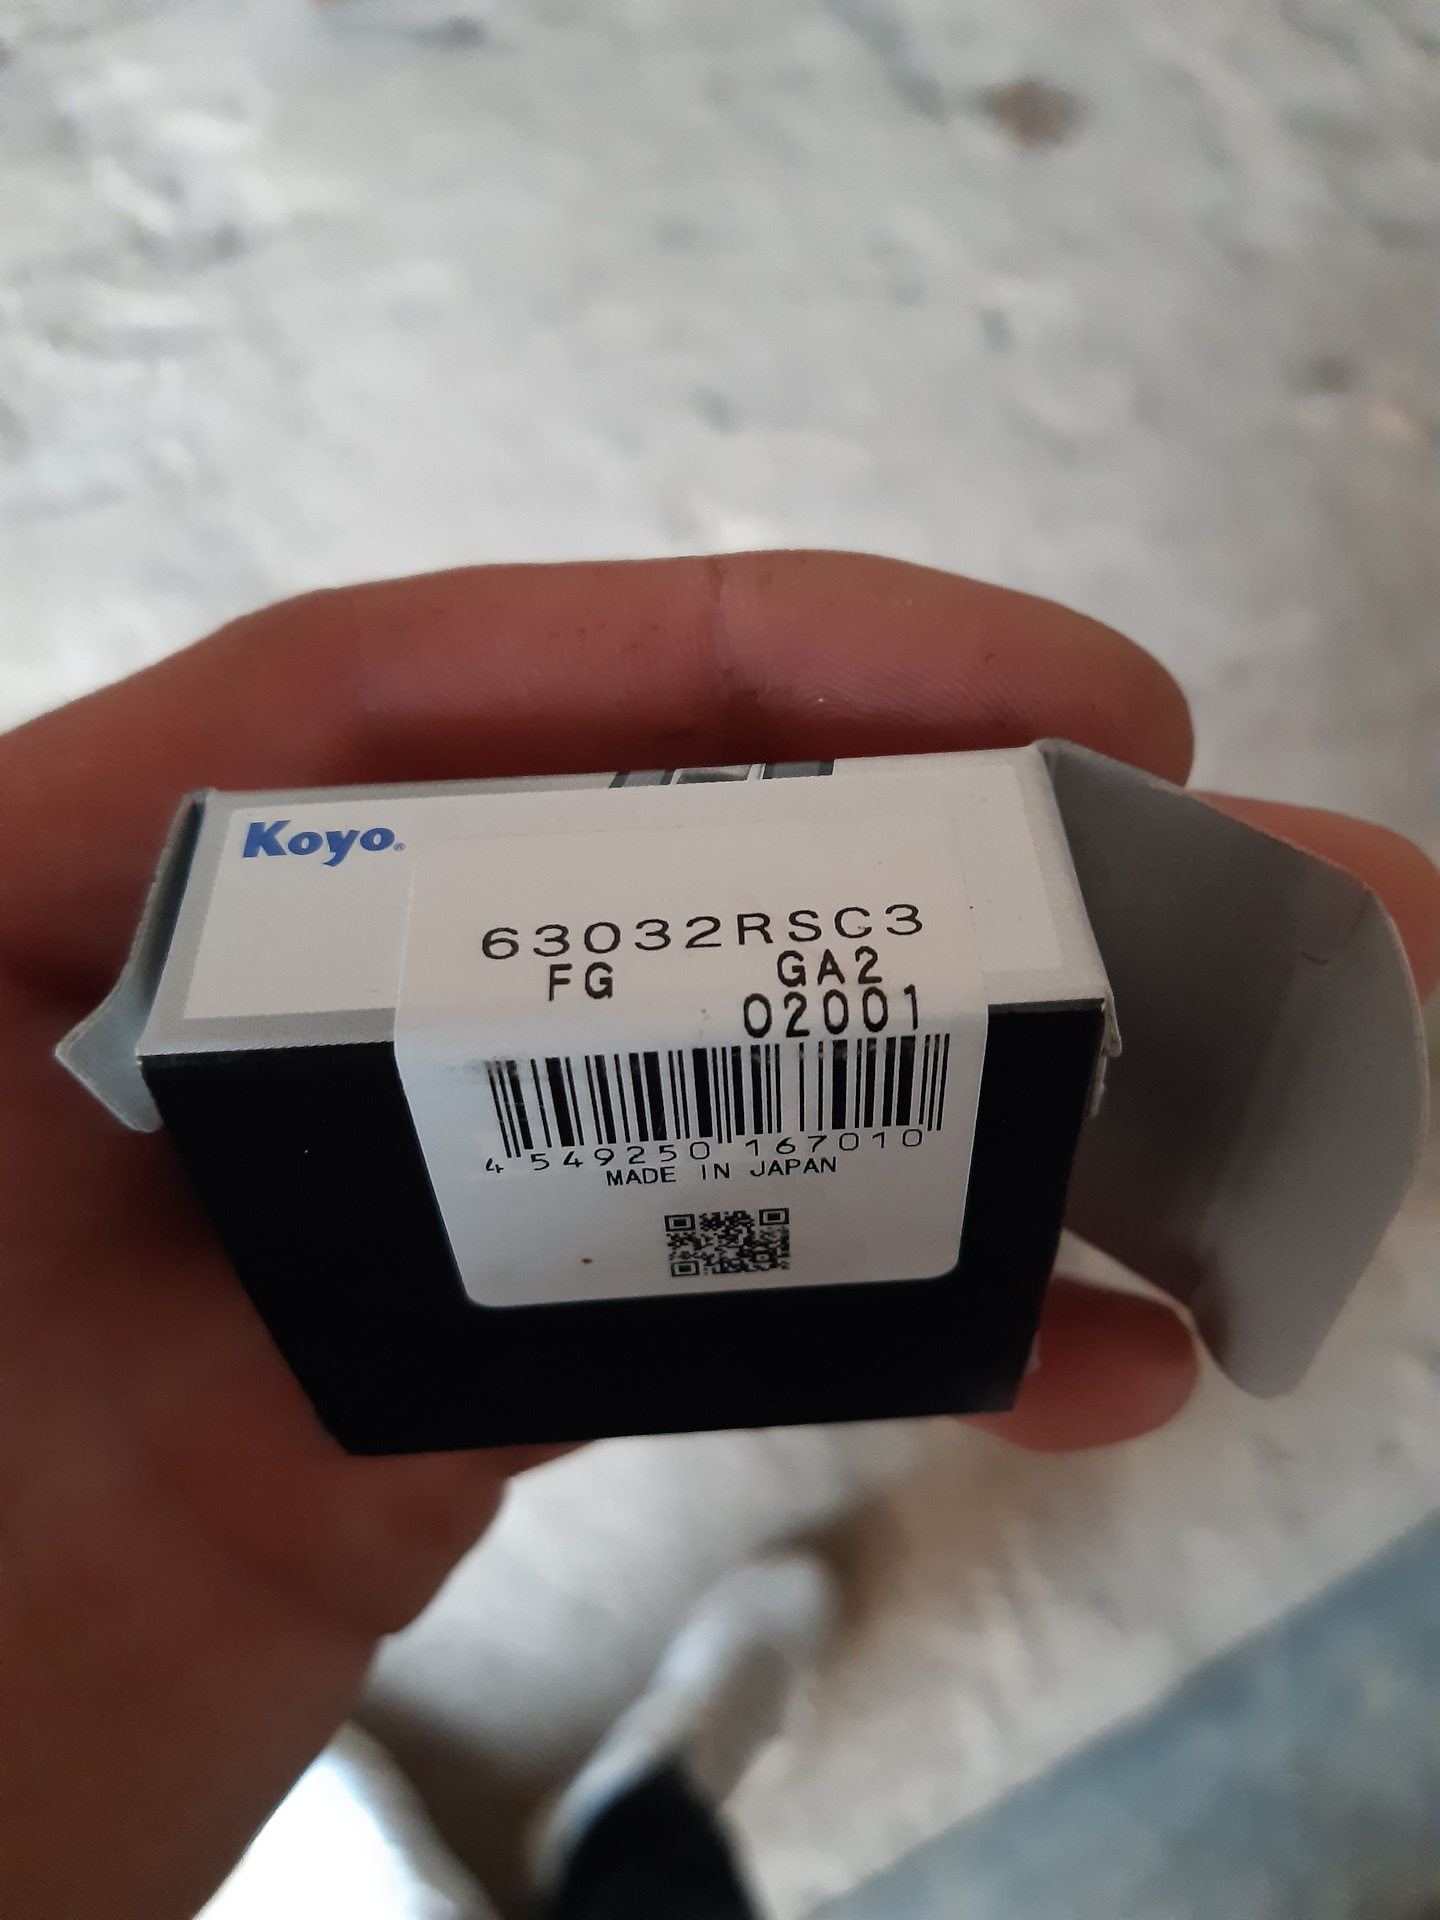 Koyo®
63032RSC3
FG GA2
02001
4 549250 167010
MADE IN JAPAN